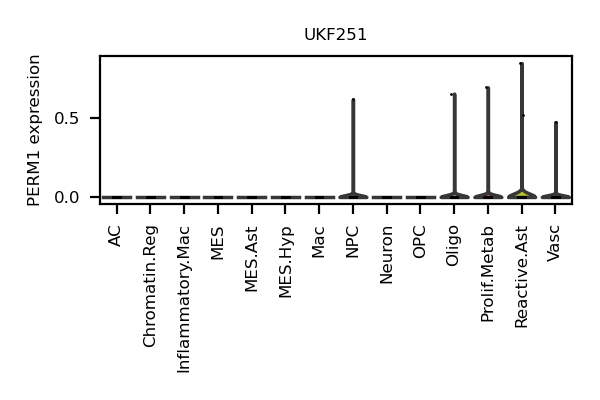 UKF251
PERM1 expression
0.5
0.0
AC
Chromatin.Reg
Inflammatory.Mac
MES
MES.Ast
MES.Hyp
Mac
NPC
Neuron
OPC
Oligo
Prolif.Metab
Reactive.Ast
Vasc